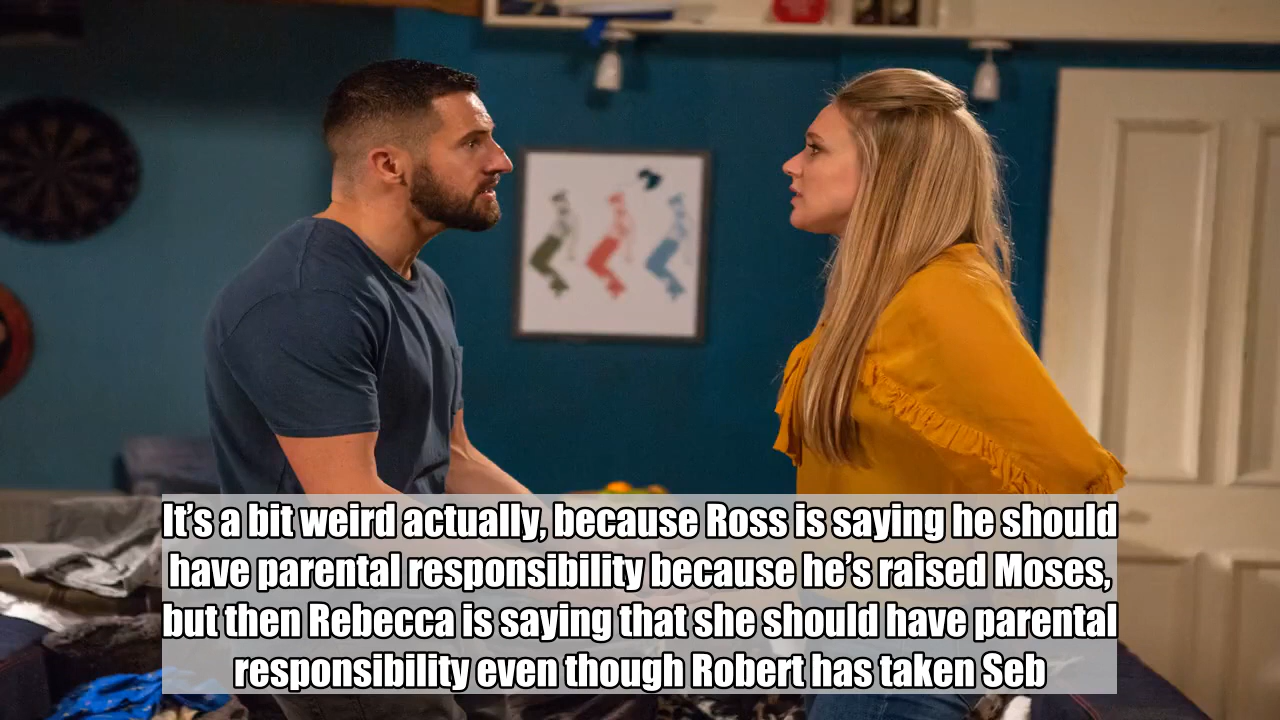 It’s a bit weird actually, because Ross is saying he should
have parental responsibility because he’s raised Moses,
but then Rebecca is saying that she should have parental
responsibility even though Robert has taken Seb